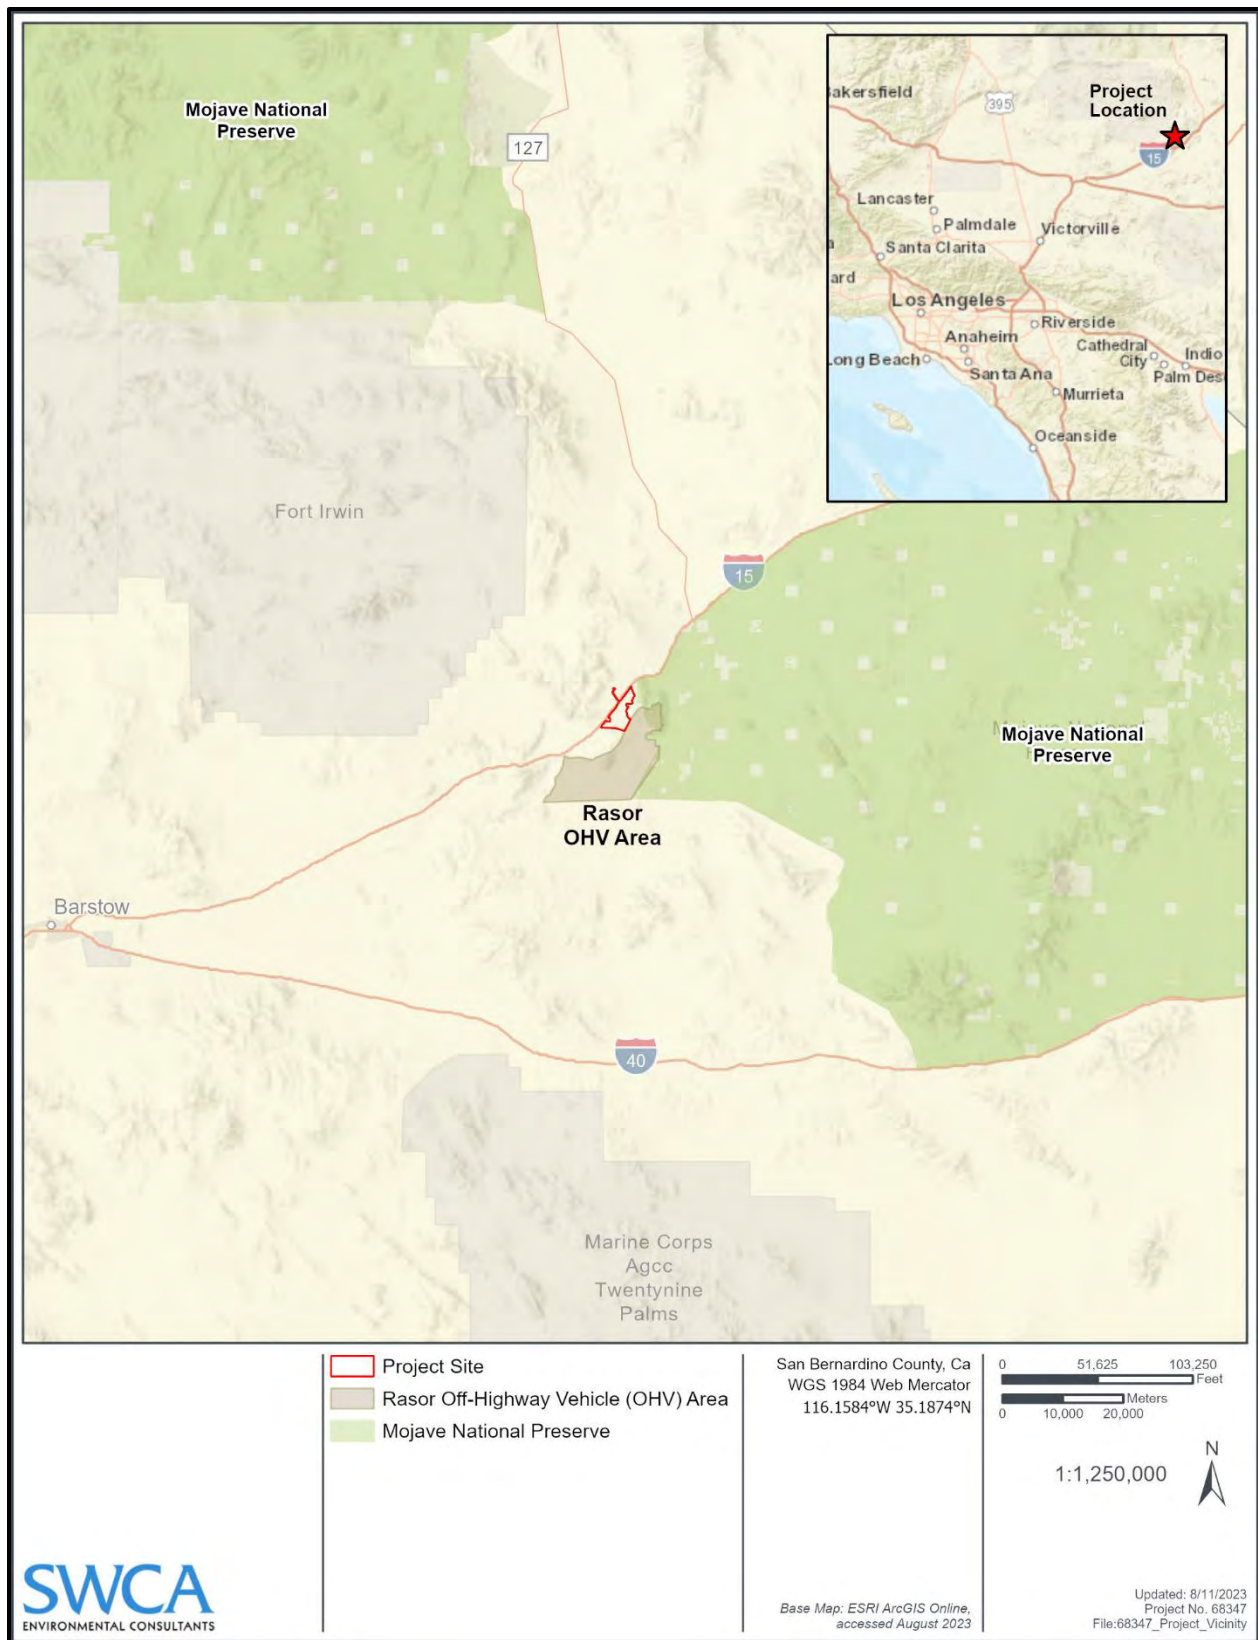 Mojave National
Preserve
127
Fort Irwin
15
Mojave National
Preserve
Rasor
OHV Area
Barstow
40
Marine Corps
Agcc
Twentynine
Palms
akersfield
395
Project
Location
15
Lancaster
Palmdale
Victorville
Santa Clarita
ard
Los Angeles
Riverside
Anaheim
Cathedral
City
Indio
ong Beach
Santa Ana
Palm Des
Murrieta
Oceanside
Project Site
Rasor Off-Highway Vehicle (OHV) Area
Mojave National Preserve
San Bernardino County, Ca
WGS 1984 Web Mercator
116.1584°W 35.1874°N
Base Map: ESRI ArcGIS Online,
accessed August 2023
0 51,625 103,250
Feet
Meters
0 10,000 20,000
N
1:1,250,000
Updated: 8/11/2023
Project No. 68347
File:68347_Project_Vicinity
SWCA
ENVIRONMENTAL CONSULTANTS